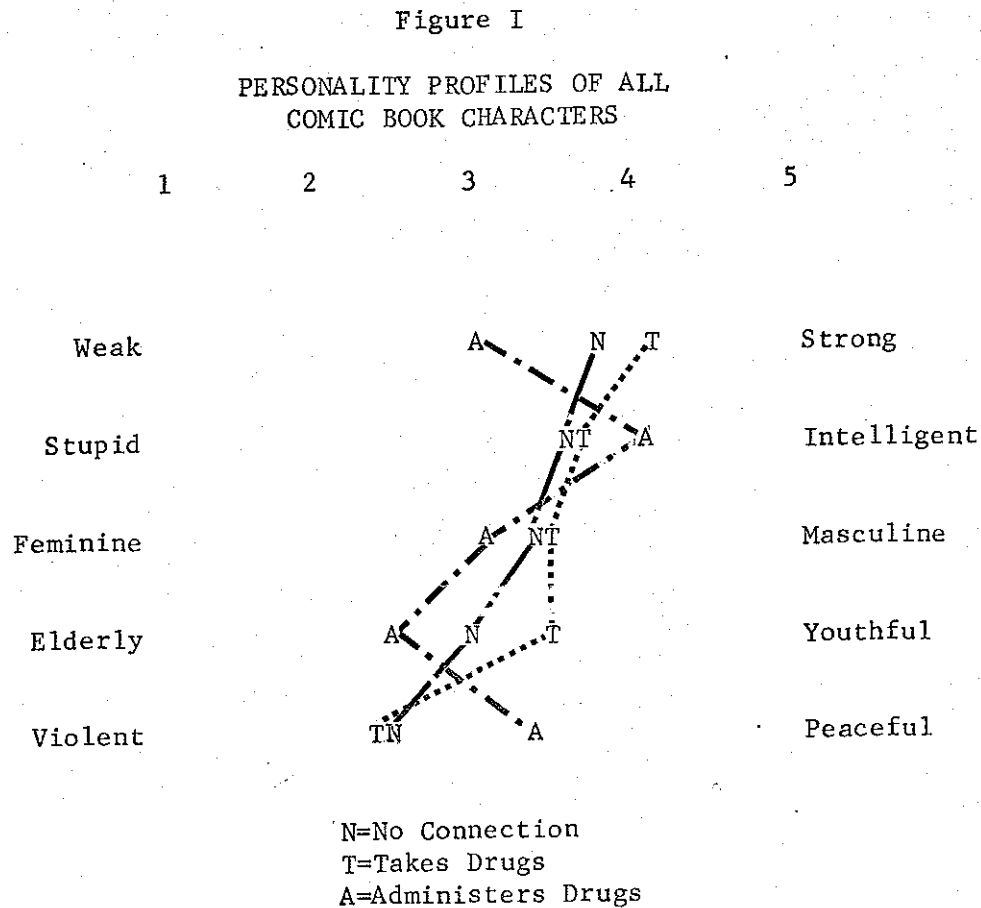 Figure I
PERSONALITY PROFILES OF ALL
COMIC BOOK CHARACTERS
1 2 3 4 5
Weak A N T Strong
Stupid NT A Intelligent
Feminine A NT Masculine
Elderly A N T Youthful
Violent TN A Peaceful
N=No Connection
T=Takes Drugs
A=Administers Drugs